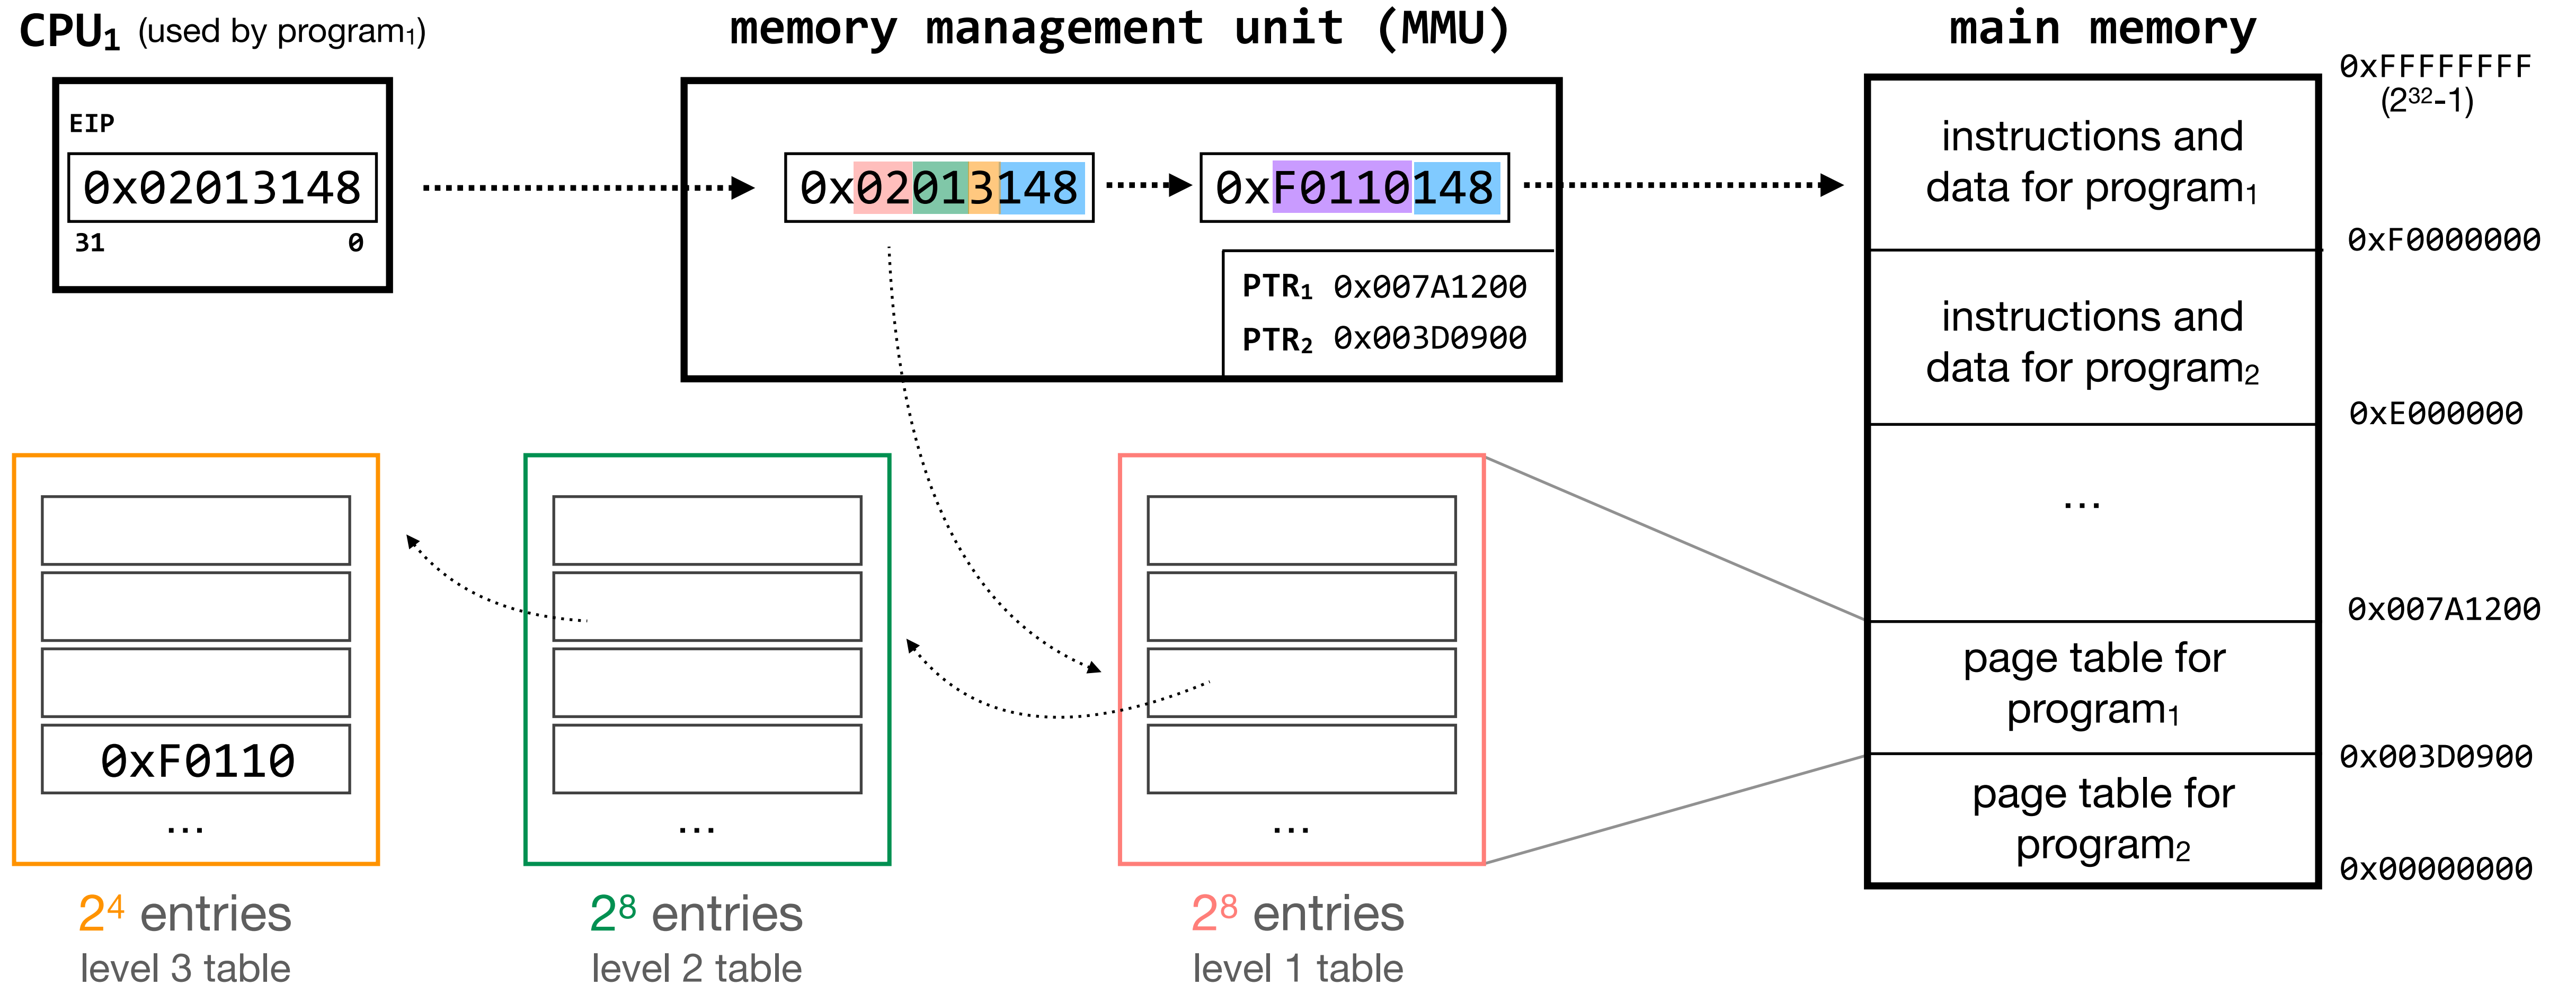 CPU₁ (used by program₁)
EIP
0x02013148
31 0
memory management unit (MMU)
0x02013148
0xF0110148
PTR₁ 0x007A1200
PTR₂ 0x003D0900
main memory
0xFFFFFFFF
(2³²-1)
instructions and
data for program₁
0xF0000000
instructions and
data for program₂
0xE000000
...
0x007A1200
page table for
program₁
0x003D0900
page table for
program₂
0x00000000
0xF0110
...
2⁴ entries
level 3 table
...
2⁸ entries
level 2 table
...
2⁸ entries
level 1 table